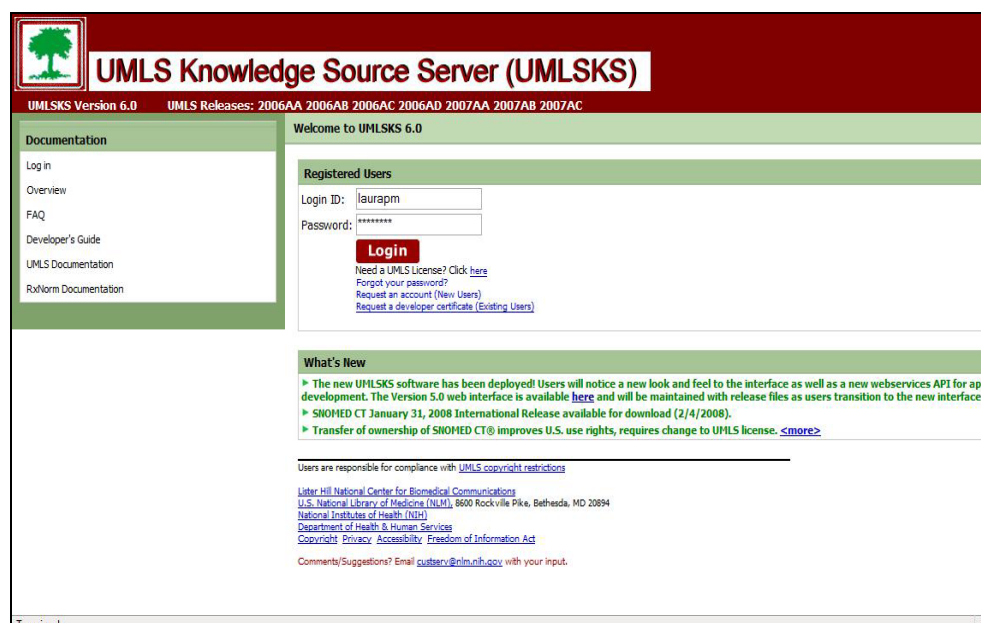 UMLS Knowledge Source Server (UMLSKS)
UMLSKS Version 6.0 UMLS Releases: 2006AA 2006AB 2006AC 2006AD 2007AA 2007AB 2007AC
Documentation
Log in
Overview
FAQ
Developer's Guide
UMLS Documentation
RxNorm Documentation
Welcome to UMLSKS 6.0
Registered Users
Login ID: laurapm
Password: ********
Login
Need a UMLS License? Click here
Forgot your password?
Request an account (New Users)
Request a developer certificate (Existing Users)
What's New
The new UMLSKS software has been deployed! Users will notice a new look and feel to the interface as well as a new webservices API for ap
development. The Version 5.0 web interface is available here and will be maintained with release files as users transition to the new interface
SNOMED CT January 31, 2008 International Release available for download (2/4/2008).
Transfer of ownership of SNOMED CT® improves U.S. use rights, requires change to UMLS license. <more>
Users are responsible for compliance with UMLS copyright restrictions
Lister Hill National Center for Biomedical Communications
U.S. National Library of Medicine (NLM), 8600 Rockville Pike, Bethesda, MD 20894
National Institutes of Health (NIH)
Department of Health & Human Services
Copyright Privacy Accessibility Freedom of Information Act
Comments/Suggestions? Email custserv@nlm.nih.gov with your input.